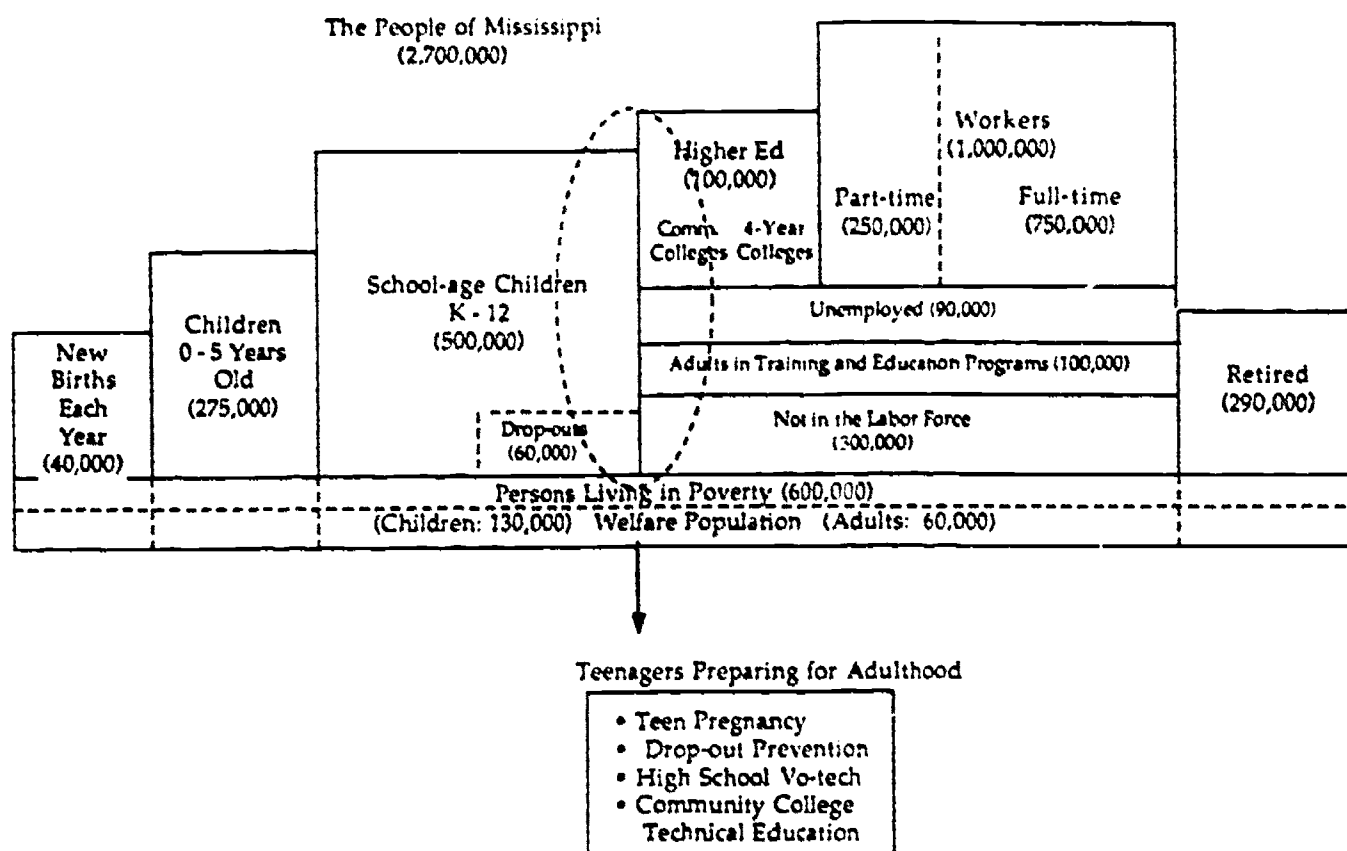 The People of Mississippi
(2,700,000)
New
Births
Each
Year
(40,000)
Children
0 - 5 Years
Old
(275,000)
School-age Children
K - 12
(500,000)
Drop-outs
(60,000)
Higher Ed
(100,000)
Comm. 4-Year
Colleges Colleges
Workers
(1,000,000)
Part-time
(250,000)
Full-time
(750,000)
Unemployed (90,000)
Adults in Training and Education Programs (100,000)
Not in the Labor Force
(300,000)
Retired
(290,000)
Persons Living in Poverty (600,000)
(Children: 130,000) Welfare Population (Adults: 60,000)
Teenagers Preparing for Adulthood
• Teen Pregnancy
• Drop-out Prevention
• High School Vo-tech
• Community College
Technical Education